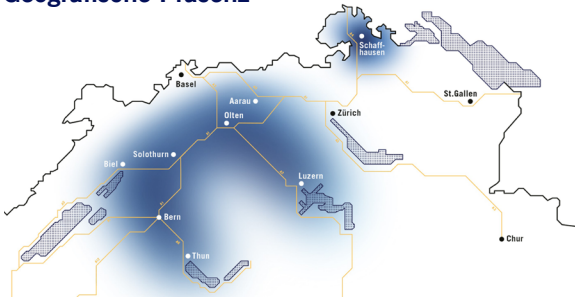 Geografische Präsenz
Schaff-
hausen
Basel
Aarau
St.Gallen
Olten
Zürich
Solothurn
Biel
Luzern
Bern
Chur
Thun